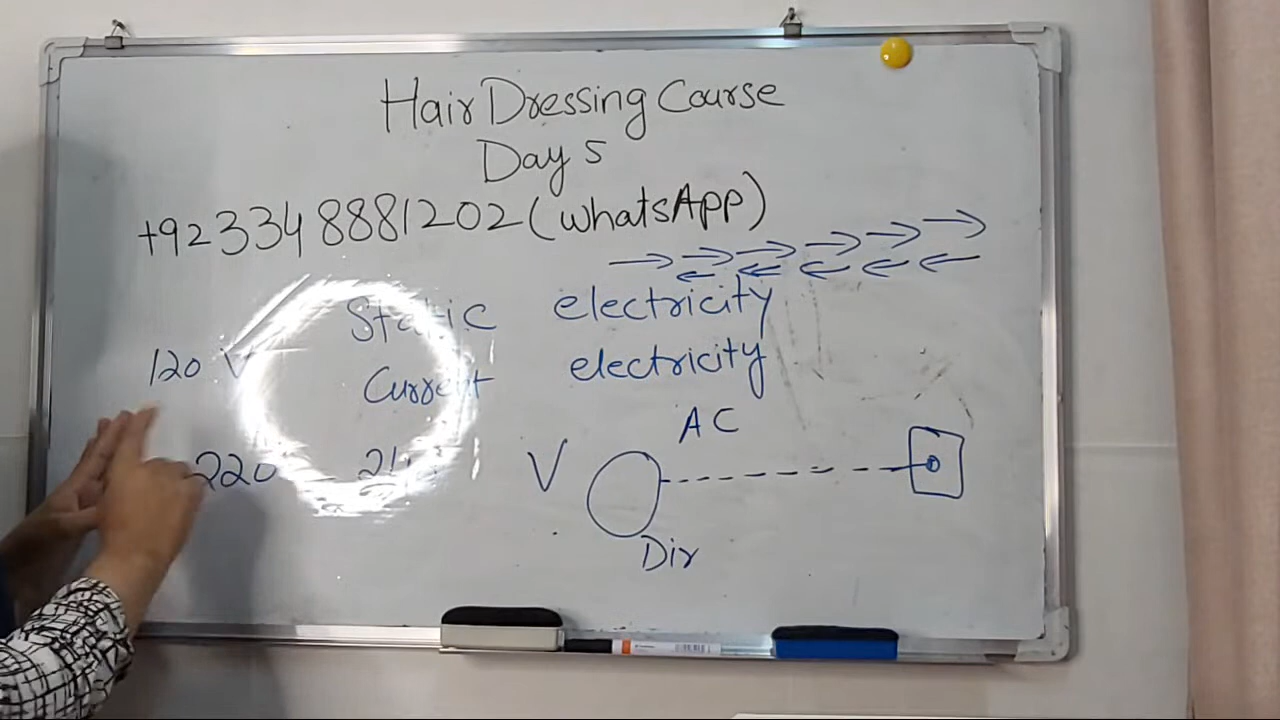 Hair Dressing Course
Day 5
+923348881202 (WhatsApp)
Static electricity
120 V
Current electricity
AC
220
V
Dir